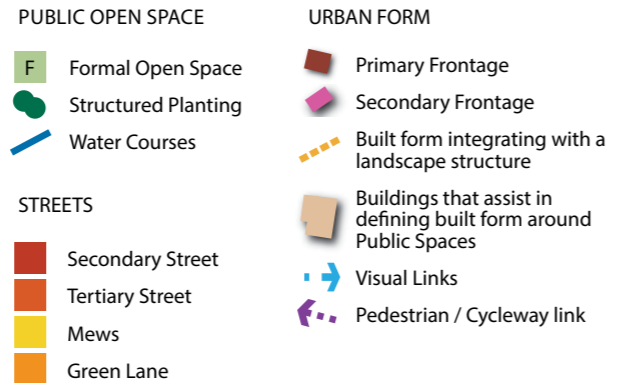 PUBLIC OPEN SPACE
F Formal Open Space
Structured Planting
Water Courses
STREETS
Secondary Street
Tertiary Street
Mews
Green Lane
URBAN FORM
Primary Frontage
Secondary Frontage
Built form integrating with a
landscape structure
Buildings that assist in
defining built form around
Public Spaces
Visual Links
Pedestrian / Cycleway link